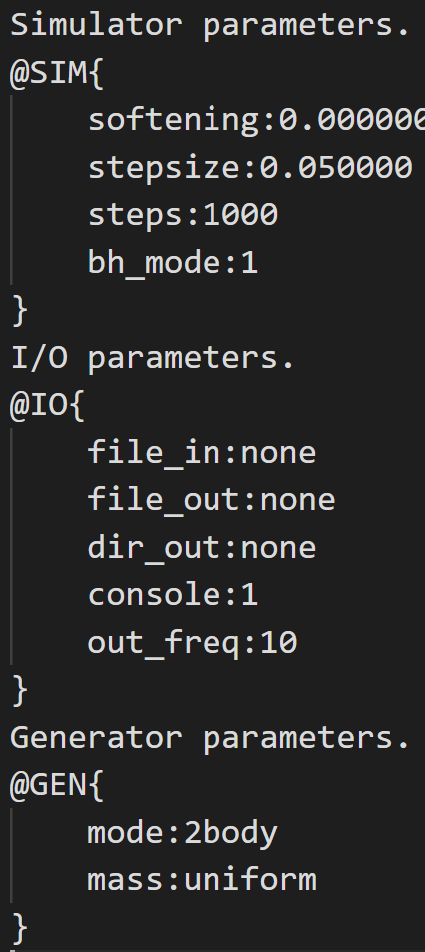 Simulator parameters.
@SIM{
softening:0.000000
stepsize:0.050000
steps:1000
bh_mode:1
}
I/O parameters.
@IO{
file_in:none
file_out:none
dir_out:none
console:1
out_freq:10
}
Generator parameters.
@GEN{
mode:2body
mass:uniform
}